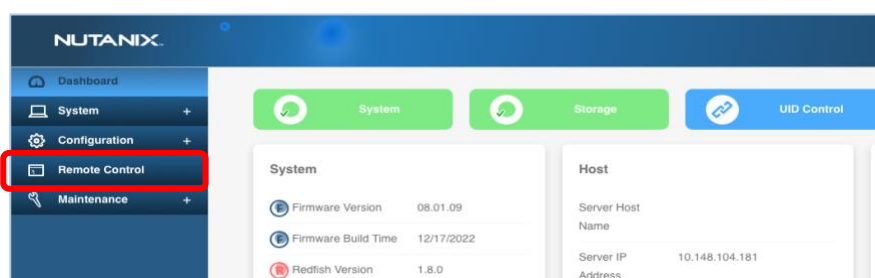 NUTANIX
Dashboard
System +
Configuration +
Remote Control
Maintenance +
System
Storage
UID Control
System
Firmware Version 08.01.09
Firmware Build Time 12/17/2022
Redfish Version 1.8.0
Host
Server Host
Name
Server IP 10.148.104.181
Address